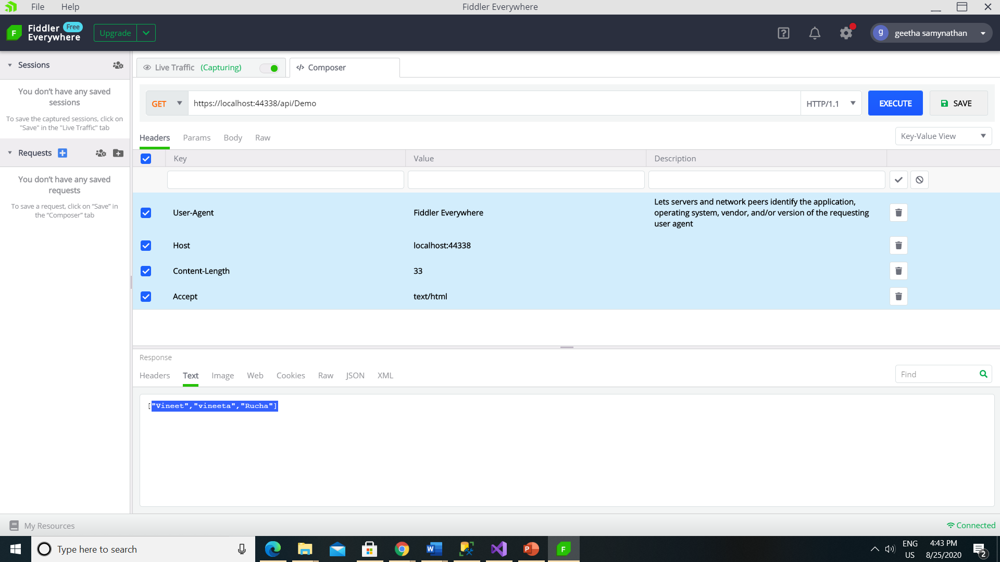 File Help Fiddler Everywhere
Fiddler Free
Everywhere
Upgrade
g geetha samynathan
Sessions
You don’t have any saved
sessions
To save the captured sessions, click on
"Save" in the "Live Traffic" tab
Requests
You don’t have any saved
requests
To save a request, click on “Save” in
the “Composer” tab
Live Traffic (Capturing) Composer
GET https://localhost:44338/api/Demo HTTP/1.1 EXECUTE SAVE
Headers Params Body Raw Key-Value View
Key Value Description
User-Agent Fiddler Everywhere Lets servers and network peers identify the application,
operating system, vendor, and/or version of the requesting
user agent
Host localhost:44338
Content-Length 33
Accept text/html
Response
Headers Text Image Web Cookies Raw JSON XML Find
["Vineet","vineeta","Rucha"]
My Resources Connected
Type here to search
ENG
US
4:43 PM
8/25/2020
2